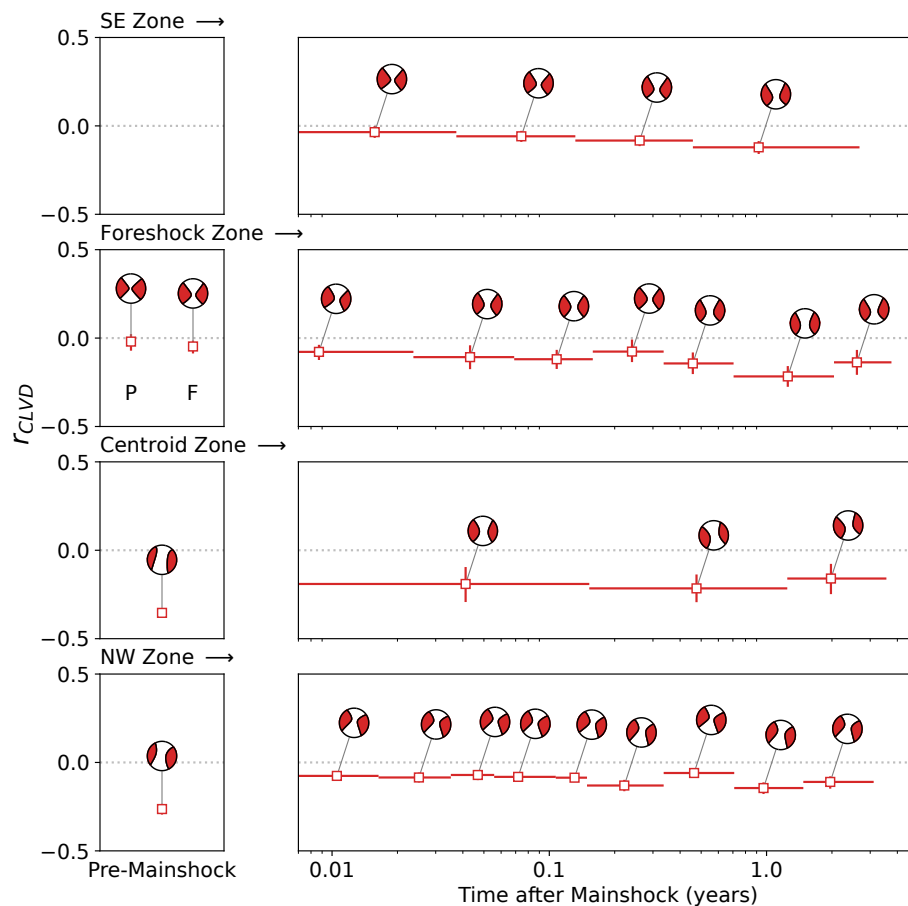 SE Zone →
0.5
0.0
−0.5
Foreshock Zone →
0.5
0.0
−0.5
P F
Centroid Zone →
0.5
0.0
−0.5
NW Zone →
0.5
0.0
−0.5
r_CLVD
Pre-Mainshock
0.01 0.1 1.0
Time after Mainshock (years)